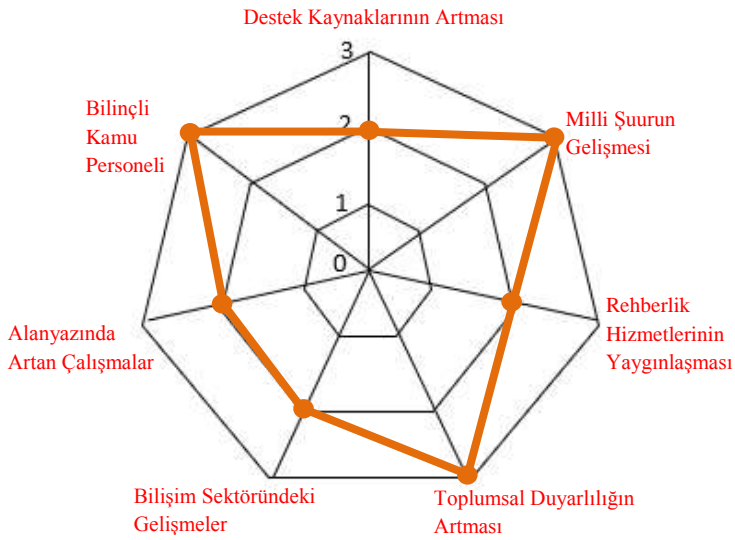 Destek Kaynaklarının Artması
3
Bilinçli
Kamu
Personeli
2
Milli Şuurun
Gelişmesi
1
0
Rehberlik
Hizmetlerinin
Yaygınlaşması
Alanyazında
Artan Çalışmalar
Bilişim Sektöründeki
Gelişmeler
Toplumsal Duyarlılığın
Artması